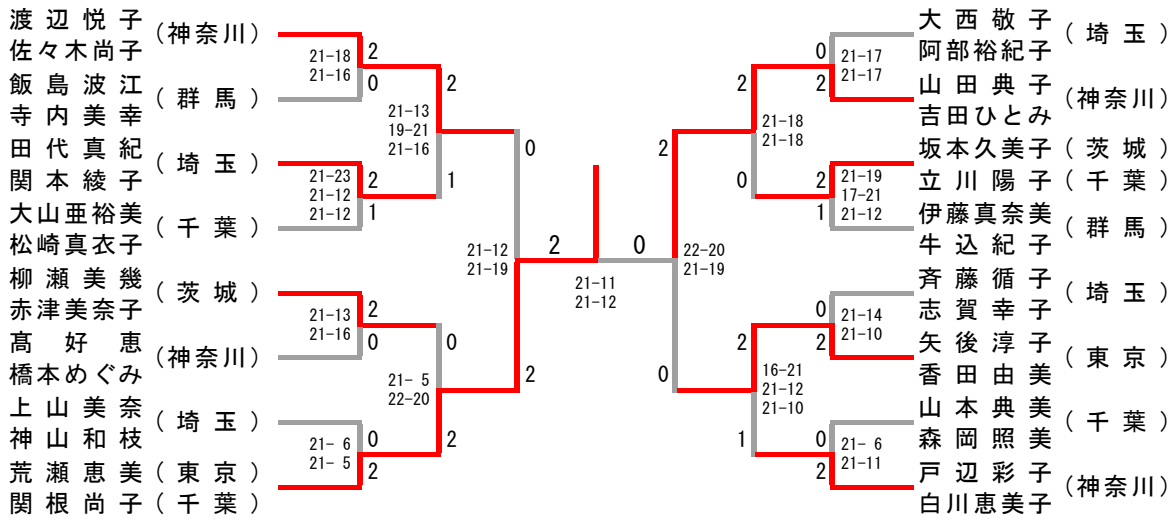 渡辺悦子
佐々木尚子
(神奈川)
飯島波江
寺内美幸
(群馬)
田代真紀
関本綾子
(埼玉)
大山亜裕美
松崎真衣子
(千葉)
柳瀬美幾
赤津美奈子
(茨城)
髙好恵
橋本めぐみ
(神奈川)
上山美奈
神山和枝
(埼玉)
荒瀬恵美(東京)
関根尚子(千葉)
21-18
21-16
2
0
21-23
21-12
21-12
2
1
21-13
21-16
2
0
21- 6
21- 5
0
2
21-13
19-21
21-16
2
1
21- 5
22-20
0
2
21-12
21-19
0
2
2
0
21-11
21-12
22-20
21-19
2
0
21-18
21-18
2
0
16-21
21-12
21-10
2
1
0
2
21-17
21-17
2
1
21-19
17-21
21-12
0
2
21-14
21-10
0
2
21- 6
21-11
大西敬子
阿部裕紀子
(埼玉)
山田典子
吉田ひとみ
(神奈川)
坂本久美子(茨城)
立川陽子(千葉)
伊藤真奈美
牛込紀子
(群馬)
斉藤循子
志賀幸子
(埼玉)
矢後淳子
香田由美
(東京)
山本典美
森岡照美
(千葉)
戸辺彩子
白川恵美子
(神奈川)